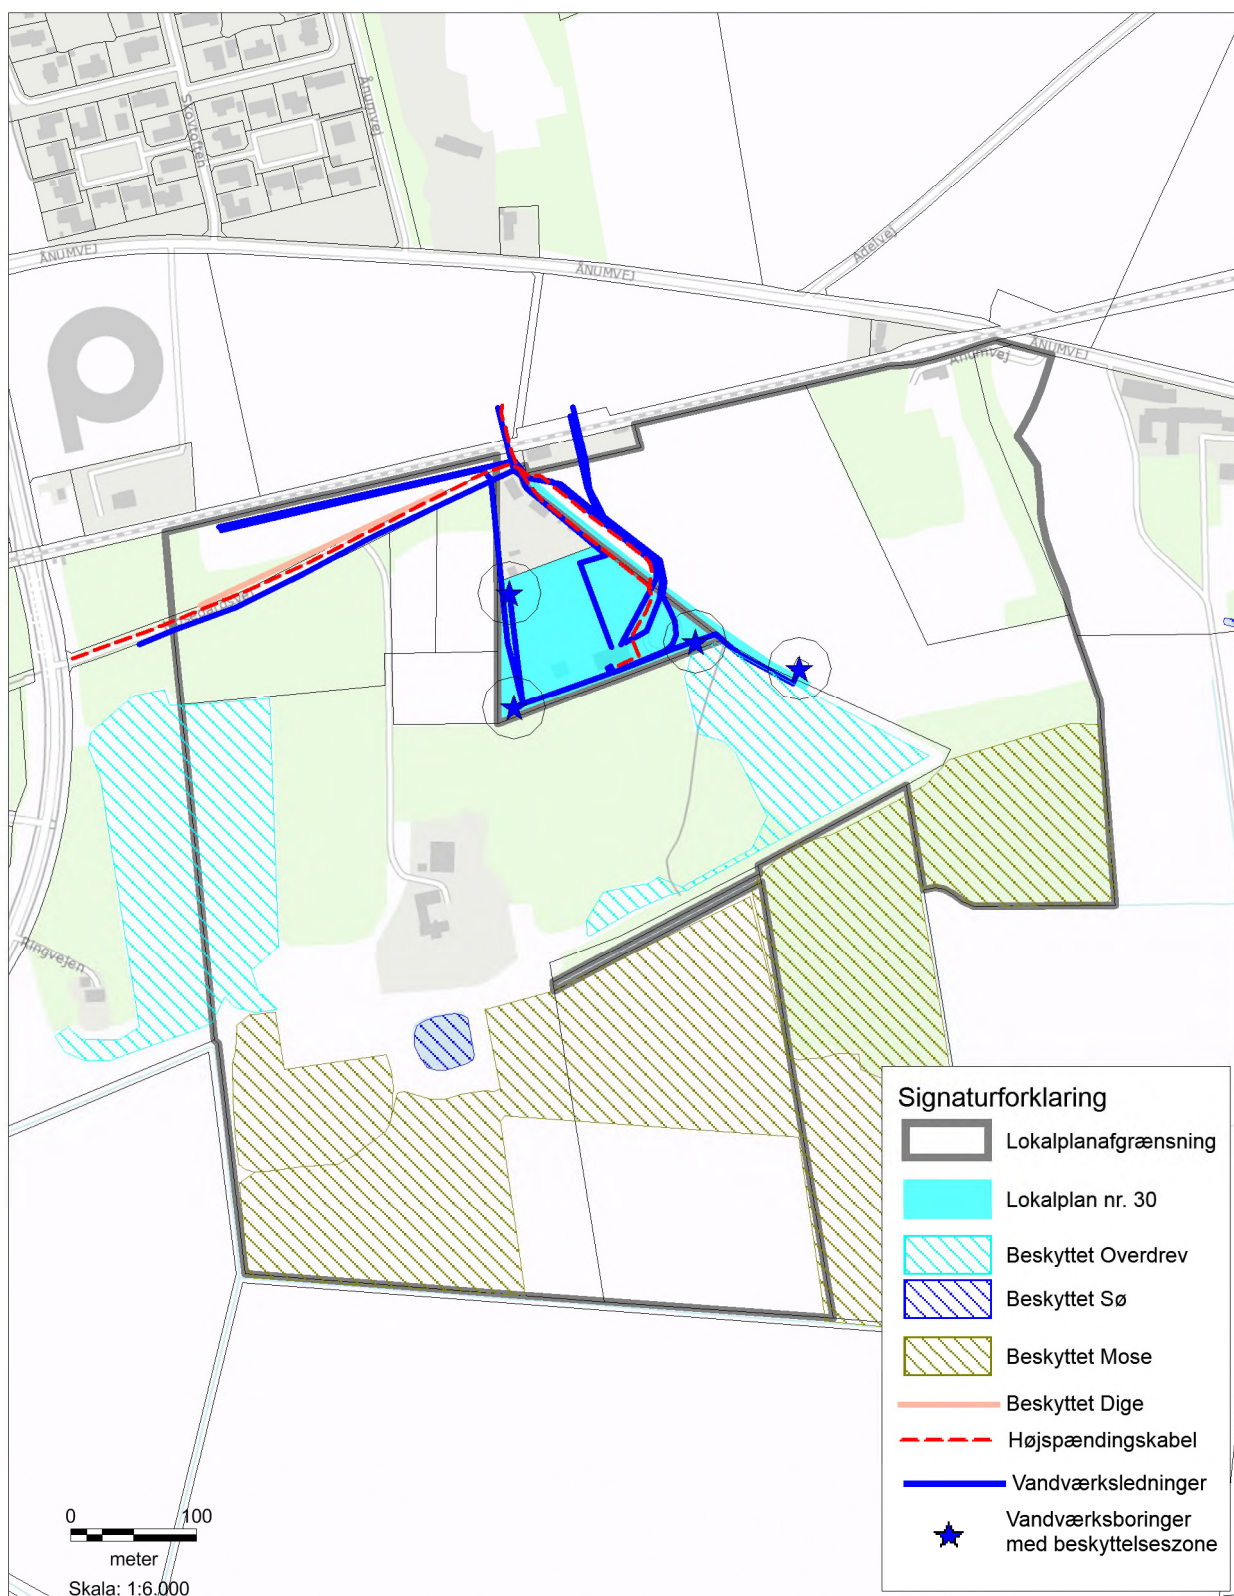 Skovtoften
Ånumvej
ÅNUMVEJ
ÅNUMVEJ
Adelvej
ÅNUMVEJ
Ånumvej
Ringvejen
Signaturforklaring
Lokalplanafgrænsning
Lokalplan nr. 30
Beskyttet Overdrev
Beskyttet Sø
Beskyttet Mose
Beskyttet Dige
Højspændingskabel
Vandværksledninger
Vandværksboringer
med beskyttelseszone
0 100
meter
Skala: 1:6.000